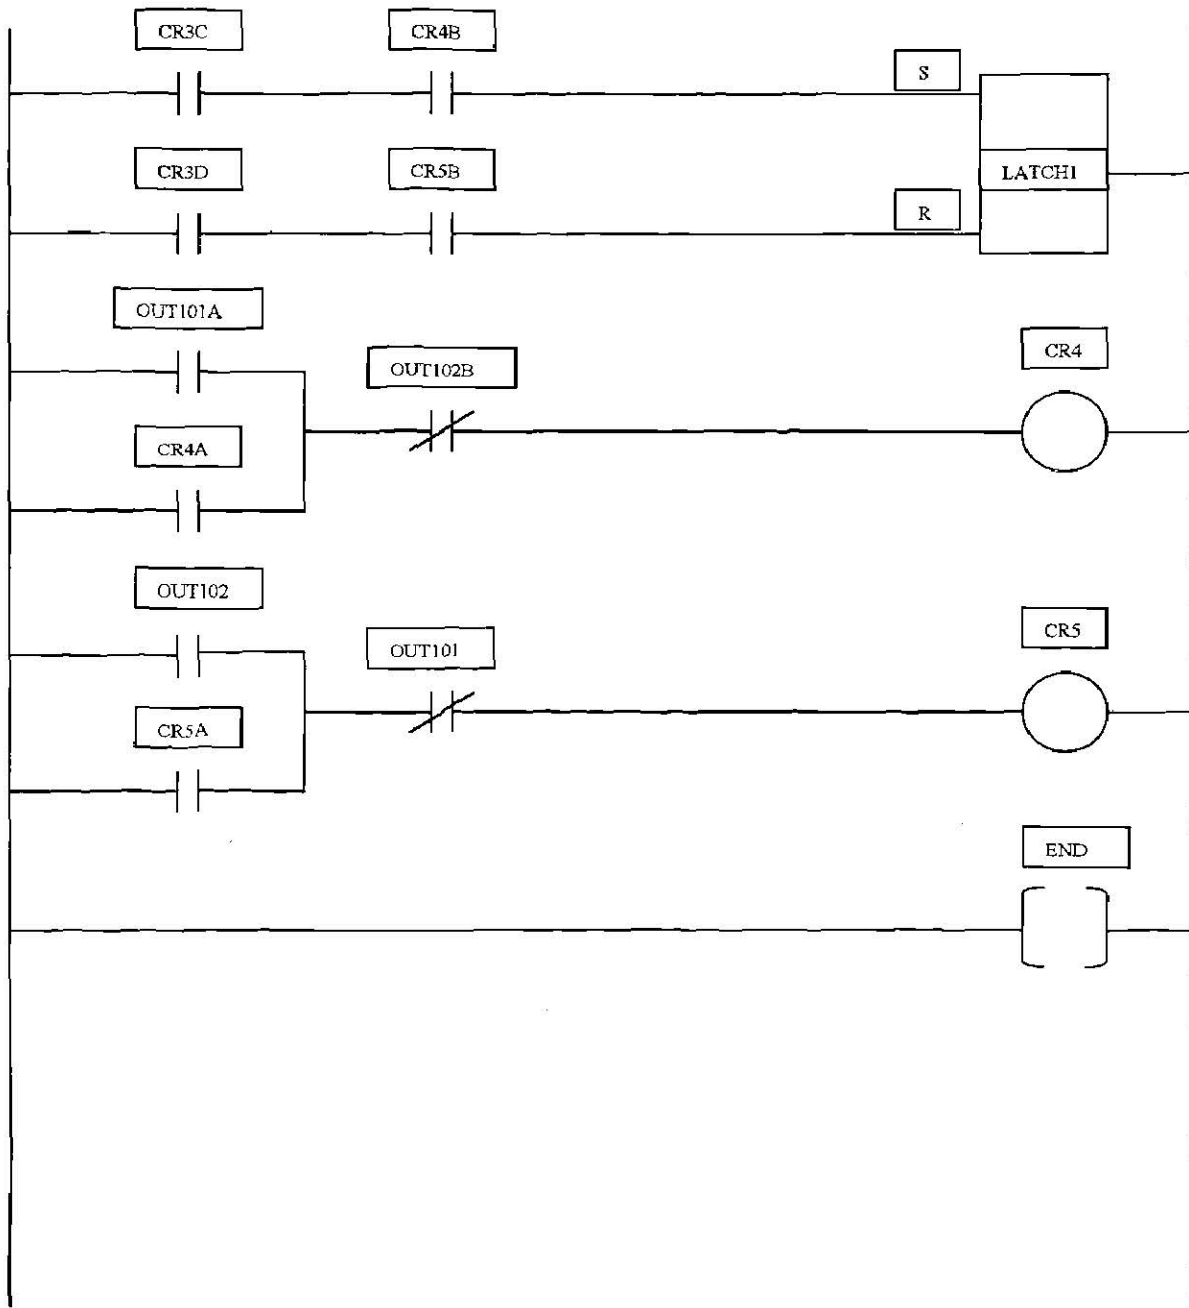 CR3C CR4B
S
CR3D CR5B LATCH1
R
OUT101A
CR4
OUT102B
CR4A
OUT102
CR5
OUT101
CR5A
END